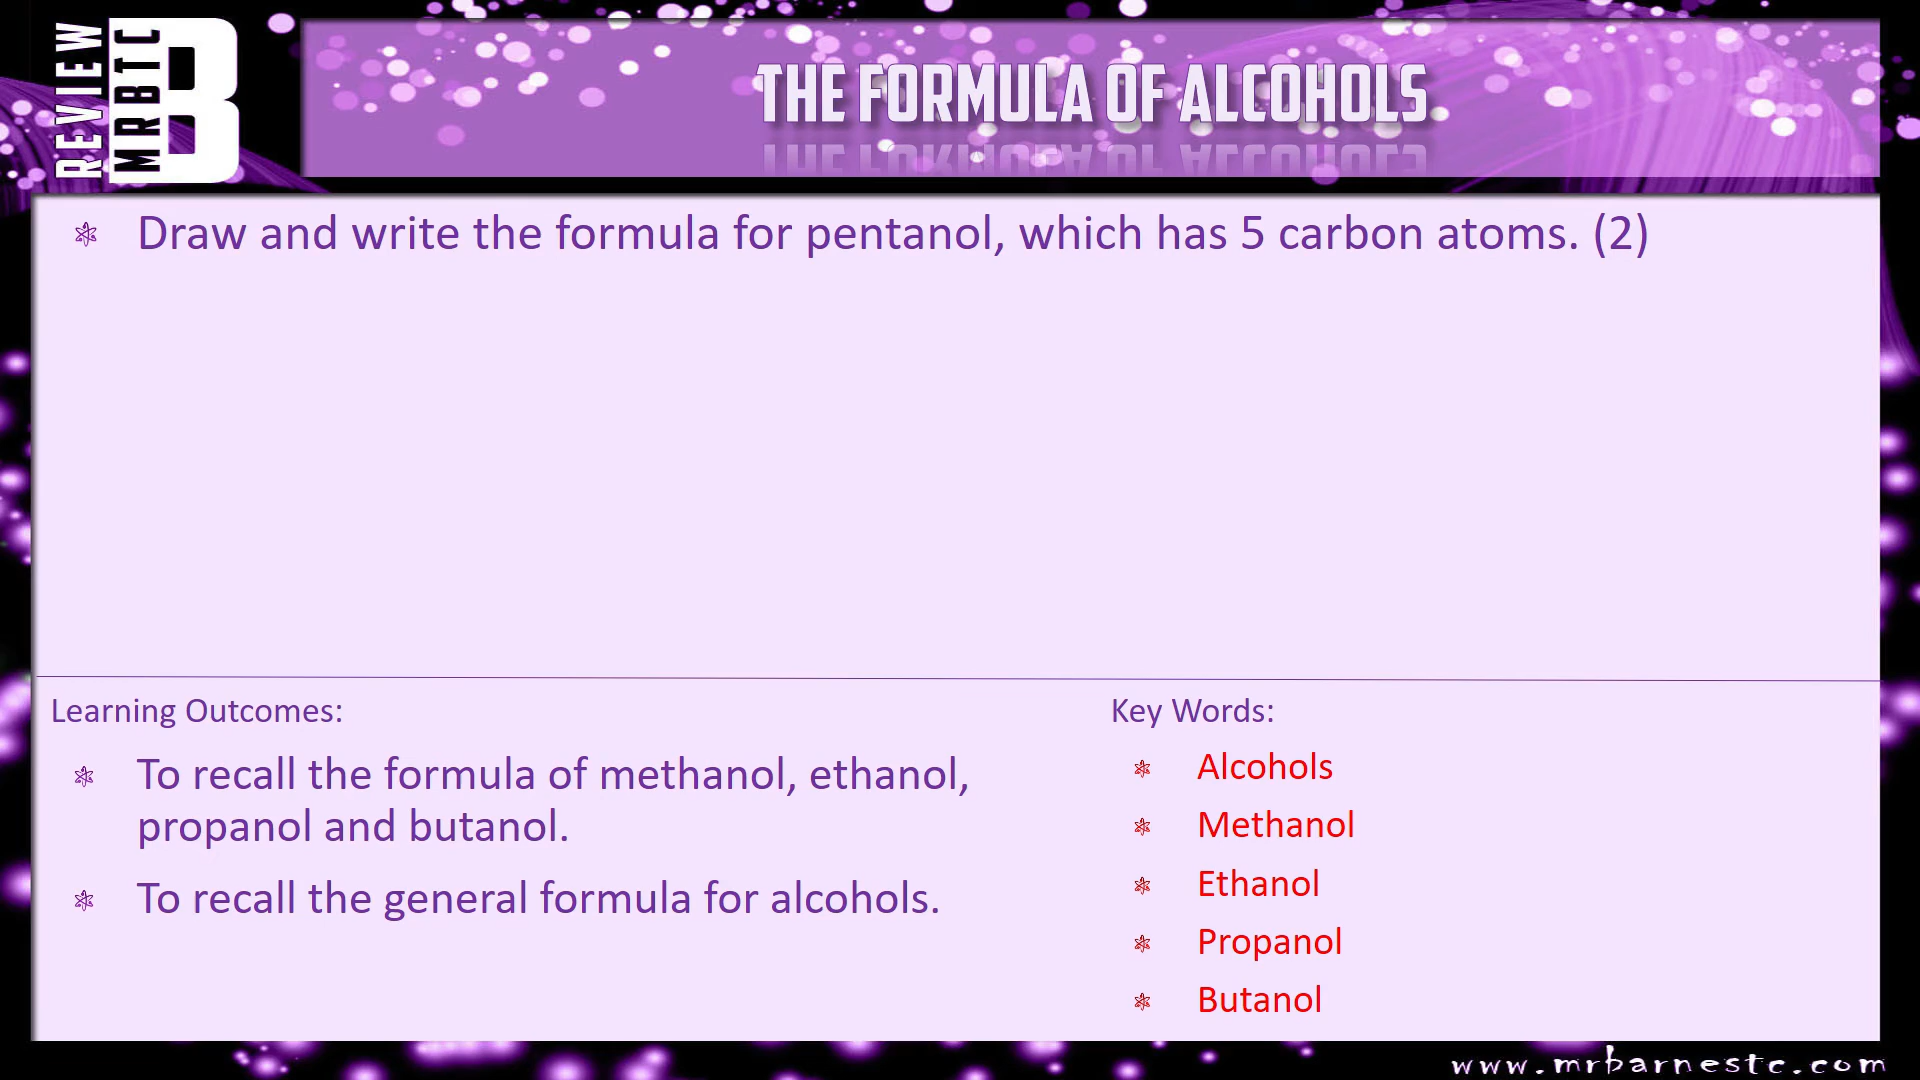 REVIEW
MRBTC
B
THE FORMULA OF ALCOHOLS
Draw and write the formula for pentanol, which has 5 carbon atoms. (2)
Learning Outcomes:
To recall the formula of methanol, ethanol,
propanol and butanol.
To recall the general formula for alcohols.
Key Words:
Alcohols
Methanol
Ethanol
Propanol
Butanol
www.mrbarnestc.com